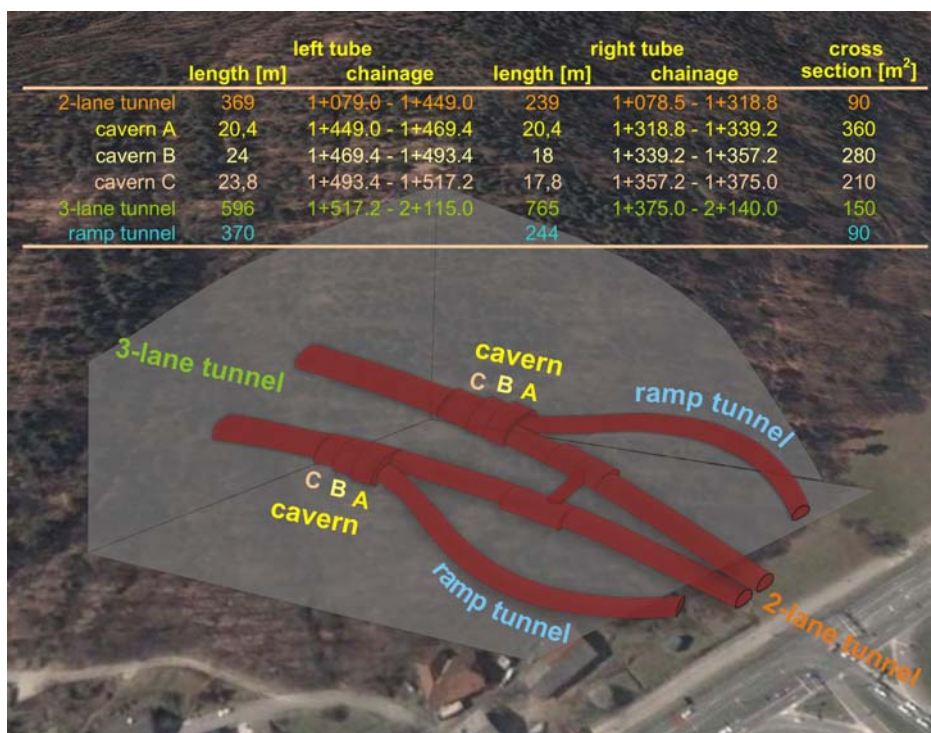 left tube right tube cross
length [m] chainage length [m] chainage section [m²]
2-lane tunnel 369 1+079.0 - 1+449.0 239 1+078.5 - 1+318.8 90
cavern A 20,4 1+449.0 - 1+469.4 20,4 1+318.8 - 1+339.2 360
cavern B 24 1+469.4 - 1+493.4 18 1+339.2 - 1+357.2 280
cavern C 23,8 1+493.4 - 1+517.2 17,8 1+357.2 - 1+375.0 210
3-lane tunnel 596 1+517.2 - 2+115.0 765 1+375.0 - 2+140.0 150
ramp tunnel 370 244 90
3-lane tunnel
cavern
C B A
ramp tunnel
C B A
cavern
ramp tunnel
2-lane tunnel